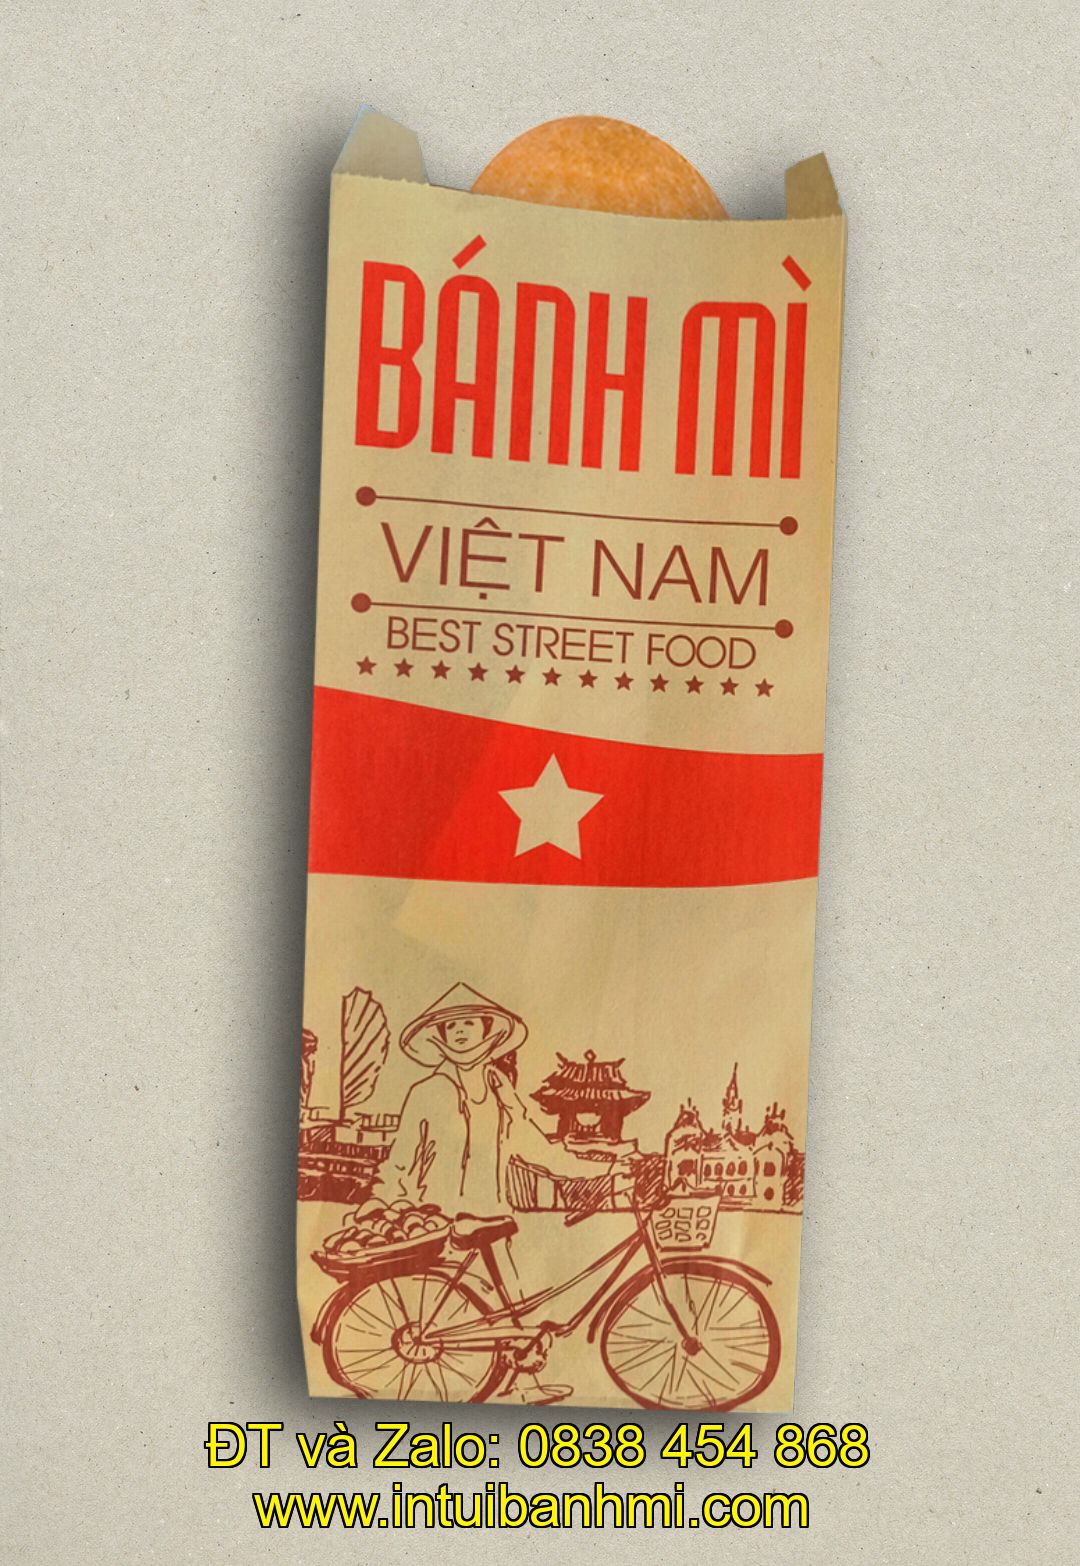 BÁNH MÌ
VIỆT NAM
BEST STREET FOOD
ĐT và Zalo: 0838 454 868
www.intuibanhmi.com